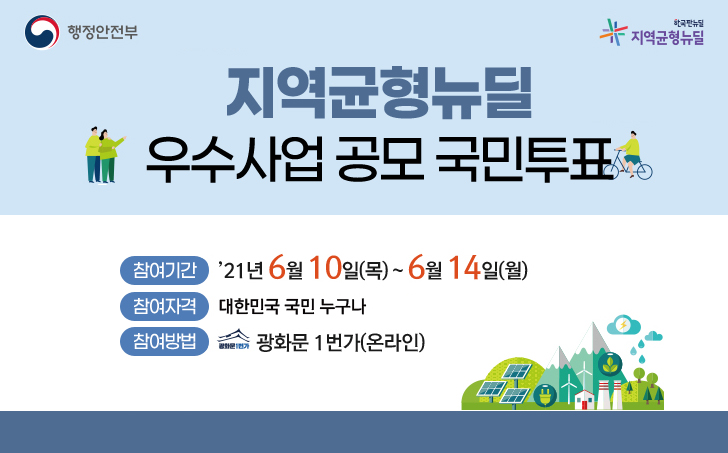 행정안전부
한국판뉴딜
지역균형뉴딜
지역균형뉴딜
우수사업 공모 국민투표
참여기간 ’21년 6월 10일(목) ~ 6월 14일(월)
참여자격 대한민국 국민 누구나
참여방법 광화문1번가 광화문 1번가(온라인)